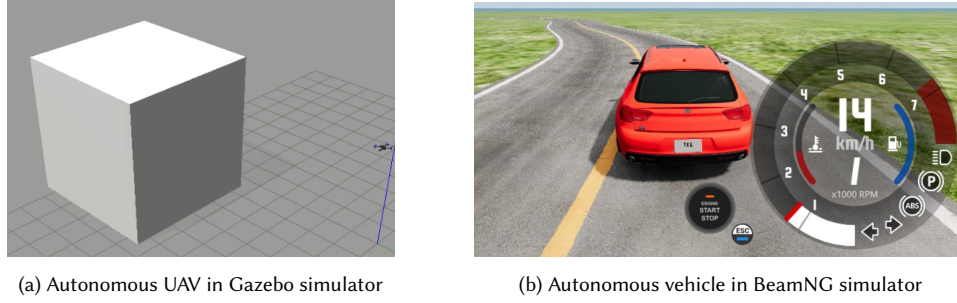 5
6
4
7
3
14
km/h
2
1
x1000 RPM
1
P
ABS
ENGINE
START
STOP
ESC
(a) Autonomous UAV in Gazebo simulator
(b) Autonomous vehicle in BeamNG simulator